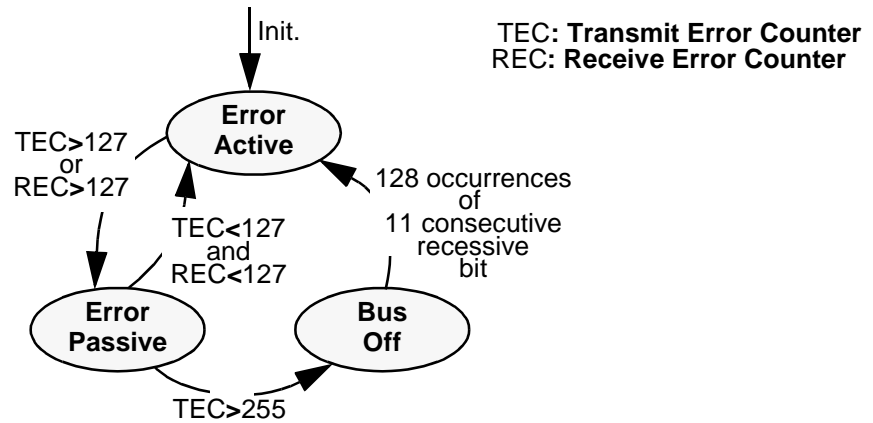 Init.
TEC: Transmit Error Counter
REC: Receive Error Counter
Error
Active
TEC>127
or
REC>127
128 occurrences
of
11 consecutive
recessive
bit
TEC<127
and
REC<127
Error
Passive
Bus
Off
TEC>255